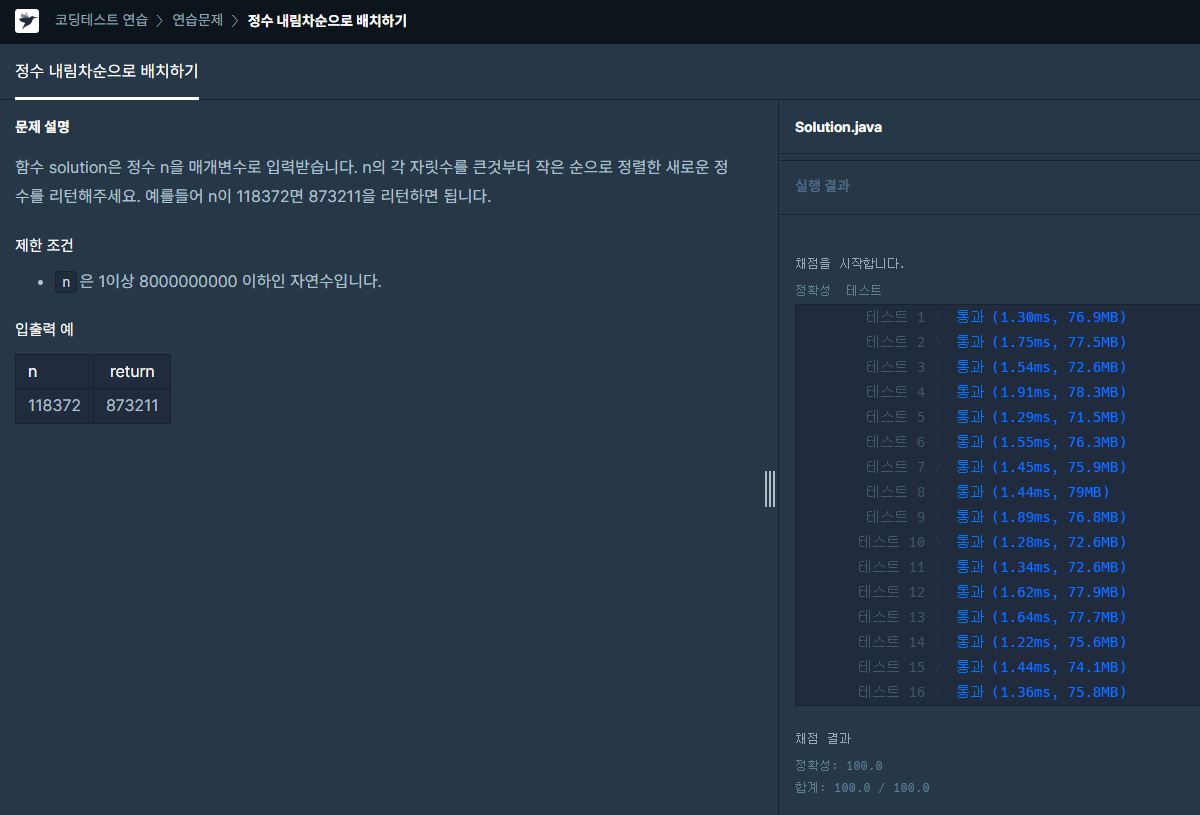 코딩테스트 연습 > 연습문제 > 정수 내림차순으로 배치하기
정수 내림차순으로 배치하기
문제 설명
함수 solution은 정수 n을 매개변수로 입력받습니다. n의 각 자릿수를 큰것부터 작은 순으로 정렬한 새로운 정
수를 리턴해주세요. 예를들어 n이 118372면 873211을 리턴하면 됩니다.
제한 조건
• n 은 1이상 8000000000 이하인 자연수입니다.
입출력 예
n return
118372 873211
Solution.java
실행 결과
채점을 시작합니다.
정확성 테스트
테스트 1 > 통과 (1.30ms, 76.9MB)
테스트 2 > 통과 (1.75ms, 77.5MB)
테스트 3 > 통과 (1.54ms, 72.6MB)
테스트 4 > 통과 (1.91ms, 78.3MB)
테스트 5 > 통과 (1.29ms, 71.5MB)
테스트 6 > 통과 (1.55ms, 76.3MB)
테스트 7 > 통과 (1.45ms, 75.9MB)
테스트 8 > 통과 (1.44ms, 79MB)
테스트 9 > 통과 (1.89ms, 76.8MB)
테스트 10 > 통과 (1.28ms, 72.6MB)
테스트 11 > 통과 (1.34ms, 72.6MB)
테스트 12 > 통과 (1.62ms, 77.9MB)
테스트 13 > 통과 (1.64ms, 77.7MB)
테스트 14 > 통과 (1.22ms, 75.6MB)
테스트 15 > 통과 (1.44ms, 74.1MB)
테스트 16 > 통과 (1.36ms, 75.8MB)
채점 결과
정확성: 100.0
합계: 100.0 / 100.0